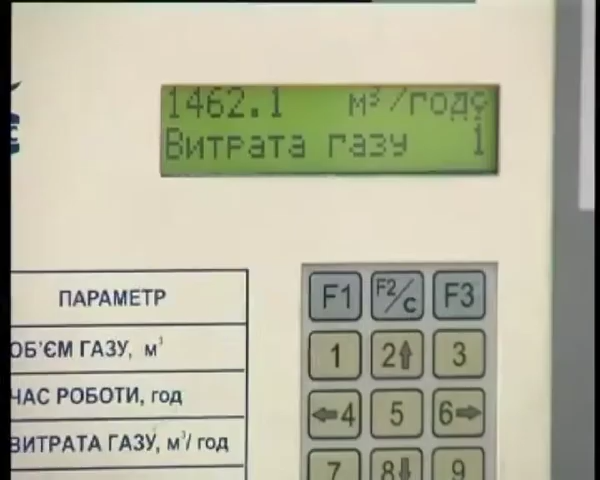 1462.1 м³/годс
Витрата газу 1
ПАРАМЕТР
ОБ'ЄМ ГАЗУ, м³
ЧАС РОБОТИ, год
ВИТРАТА ГАЗУ, м³/ год
F1 F2/C F3
1 2⇧ 3
⇦4 5 6⇨
7 8⇩ 9